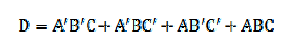 D = A′B′C + A′BC′ + AB′C′ + ABC